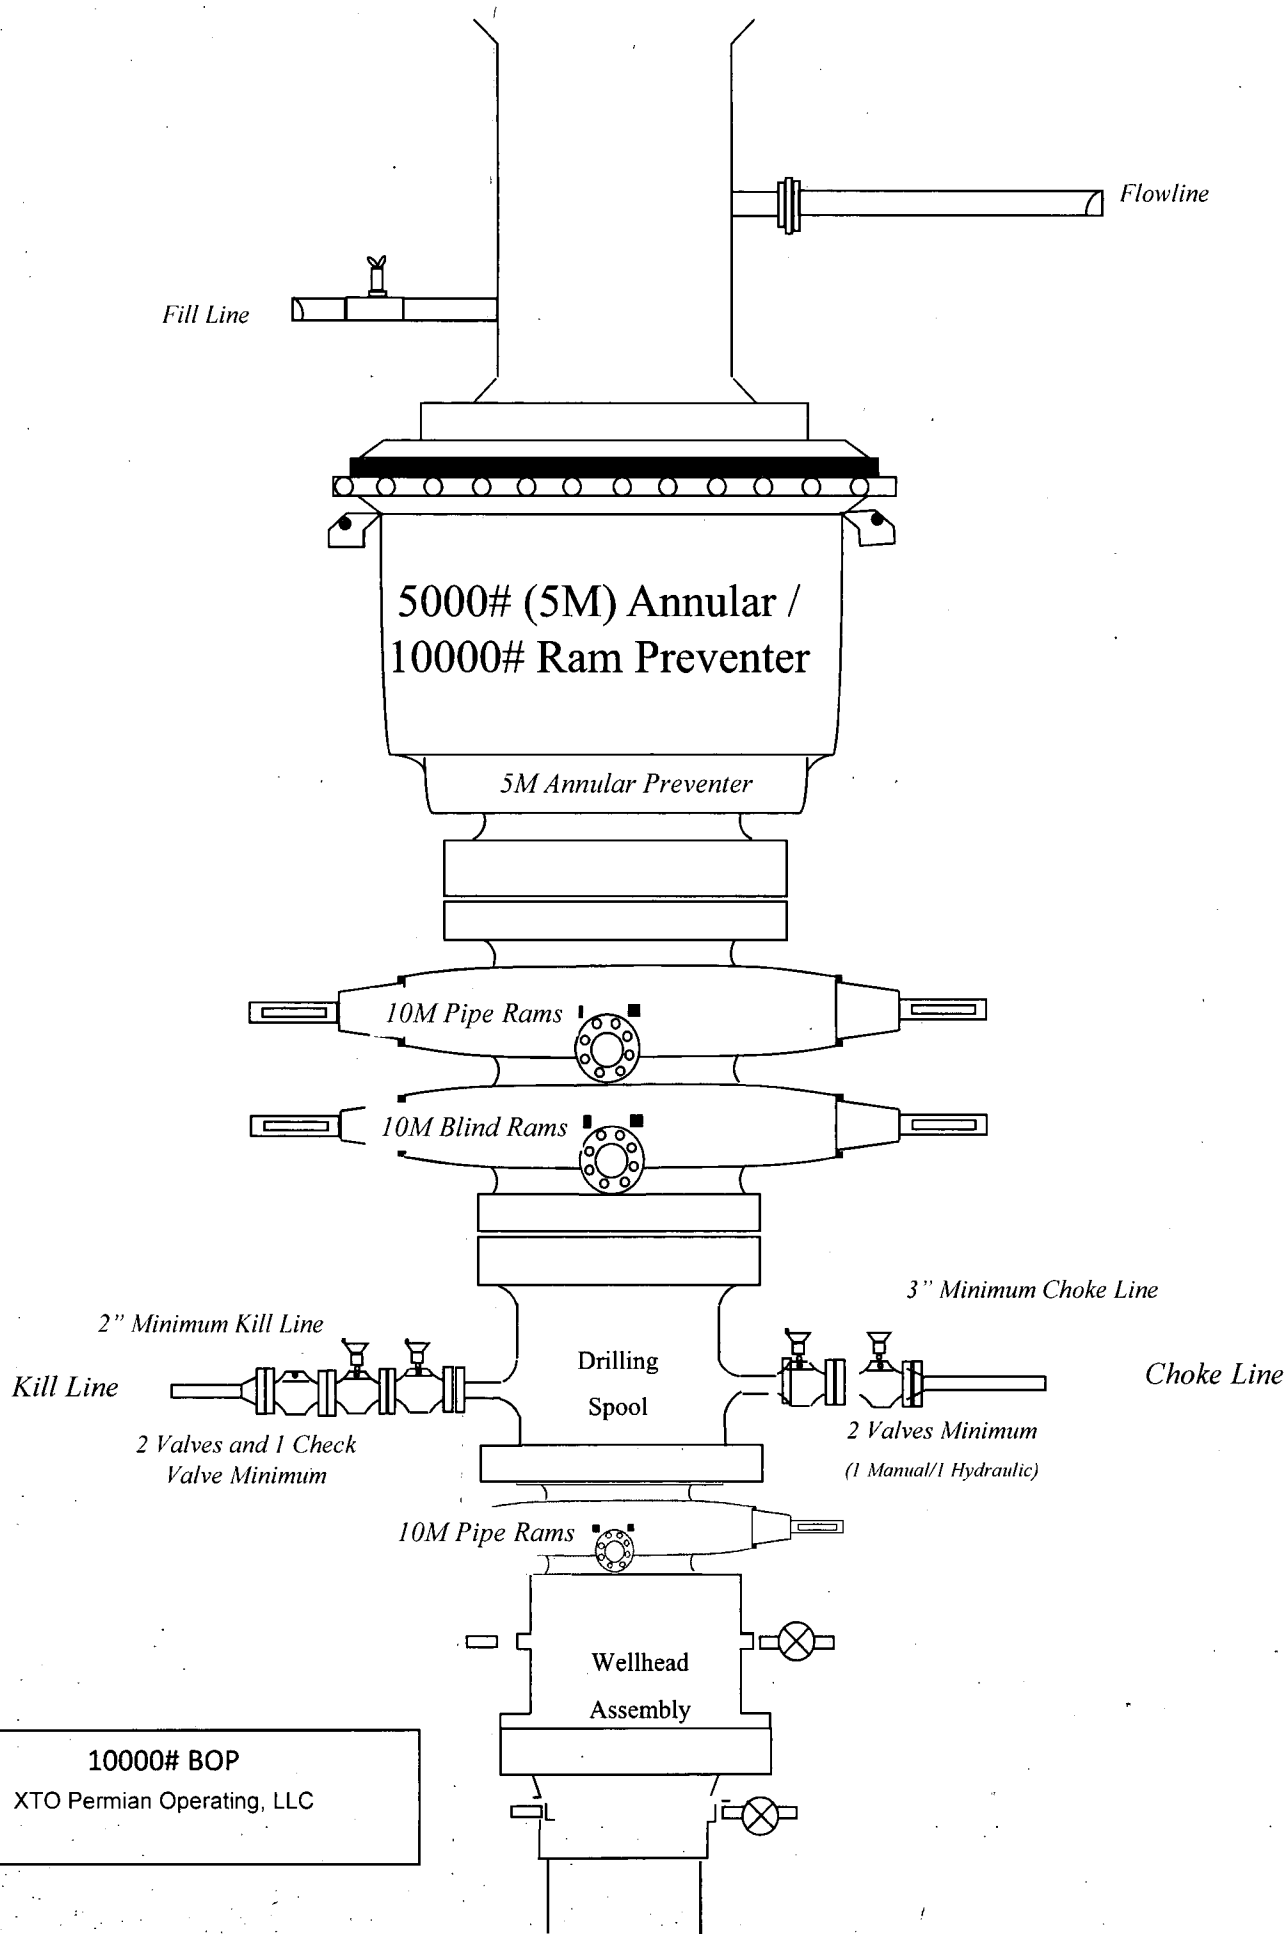 Flowline
Fill Line
5000# (5M) Annular /
10000# Ram Preventer
5M Annular Preventer
10M Pipe Rams
10M Blind Rams
3” Minimum Choke Line
2” Minimum Kill Line
Drilling
Spool
Kill Line
Choke Line
2 Valves and 1 Check
Valve Minimum
2 Valves Minimum
(1 Manual/1 Hydraulic)
10M Pipe Rams
Wellhead
Assembly
10000# BOP
XTO Permian Operating, LLC